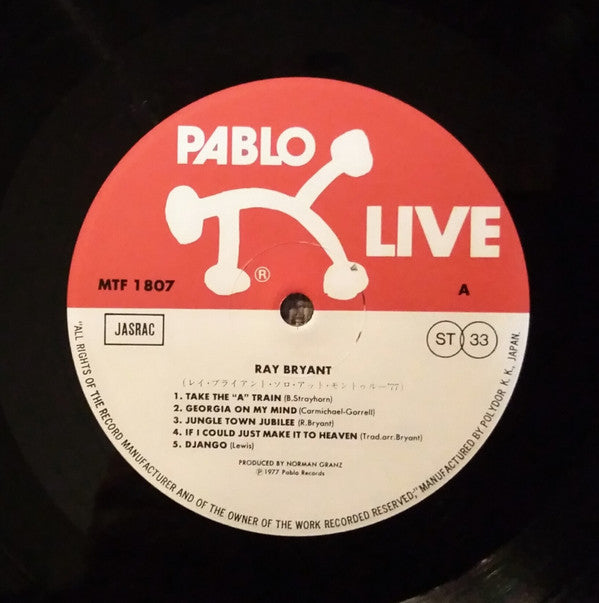 PABLO
LIVE
®
MTF 1807
A
JASRAC
ST 33
RAY BRYANT
(レイ・ブライアント・ソロ・アット・モントゥルー'77)
1. TAKE THE "A" TRAIN (B.Strayhorn)
2. GEORGIA ON MY MIND (Carmichael-Gorrell)
3. JUNGLE TOWN JUBILEE (R.Bryant)
4. IF I COULD JUST MAKE IT TO HEAVEN (Trad.arr.Bryant)
5. DJANGO (Lewis)
PRODUCED BY NORMAN GRANZ
℗ 1977 Pablo Records
"ALL RIGHTS OF THE RECORD MANUFACTURER AND OF THE OWNER OF THE WORK RECORDED RESERVED;" MANUFACTURED BY POLYDOR K. K., JAPAN.